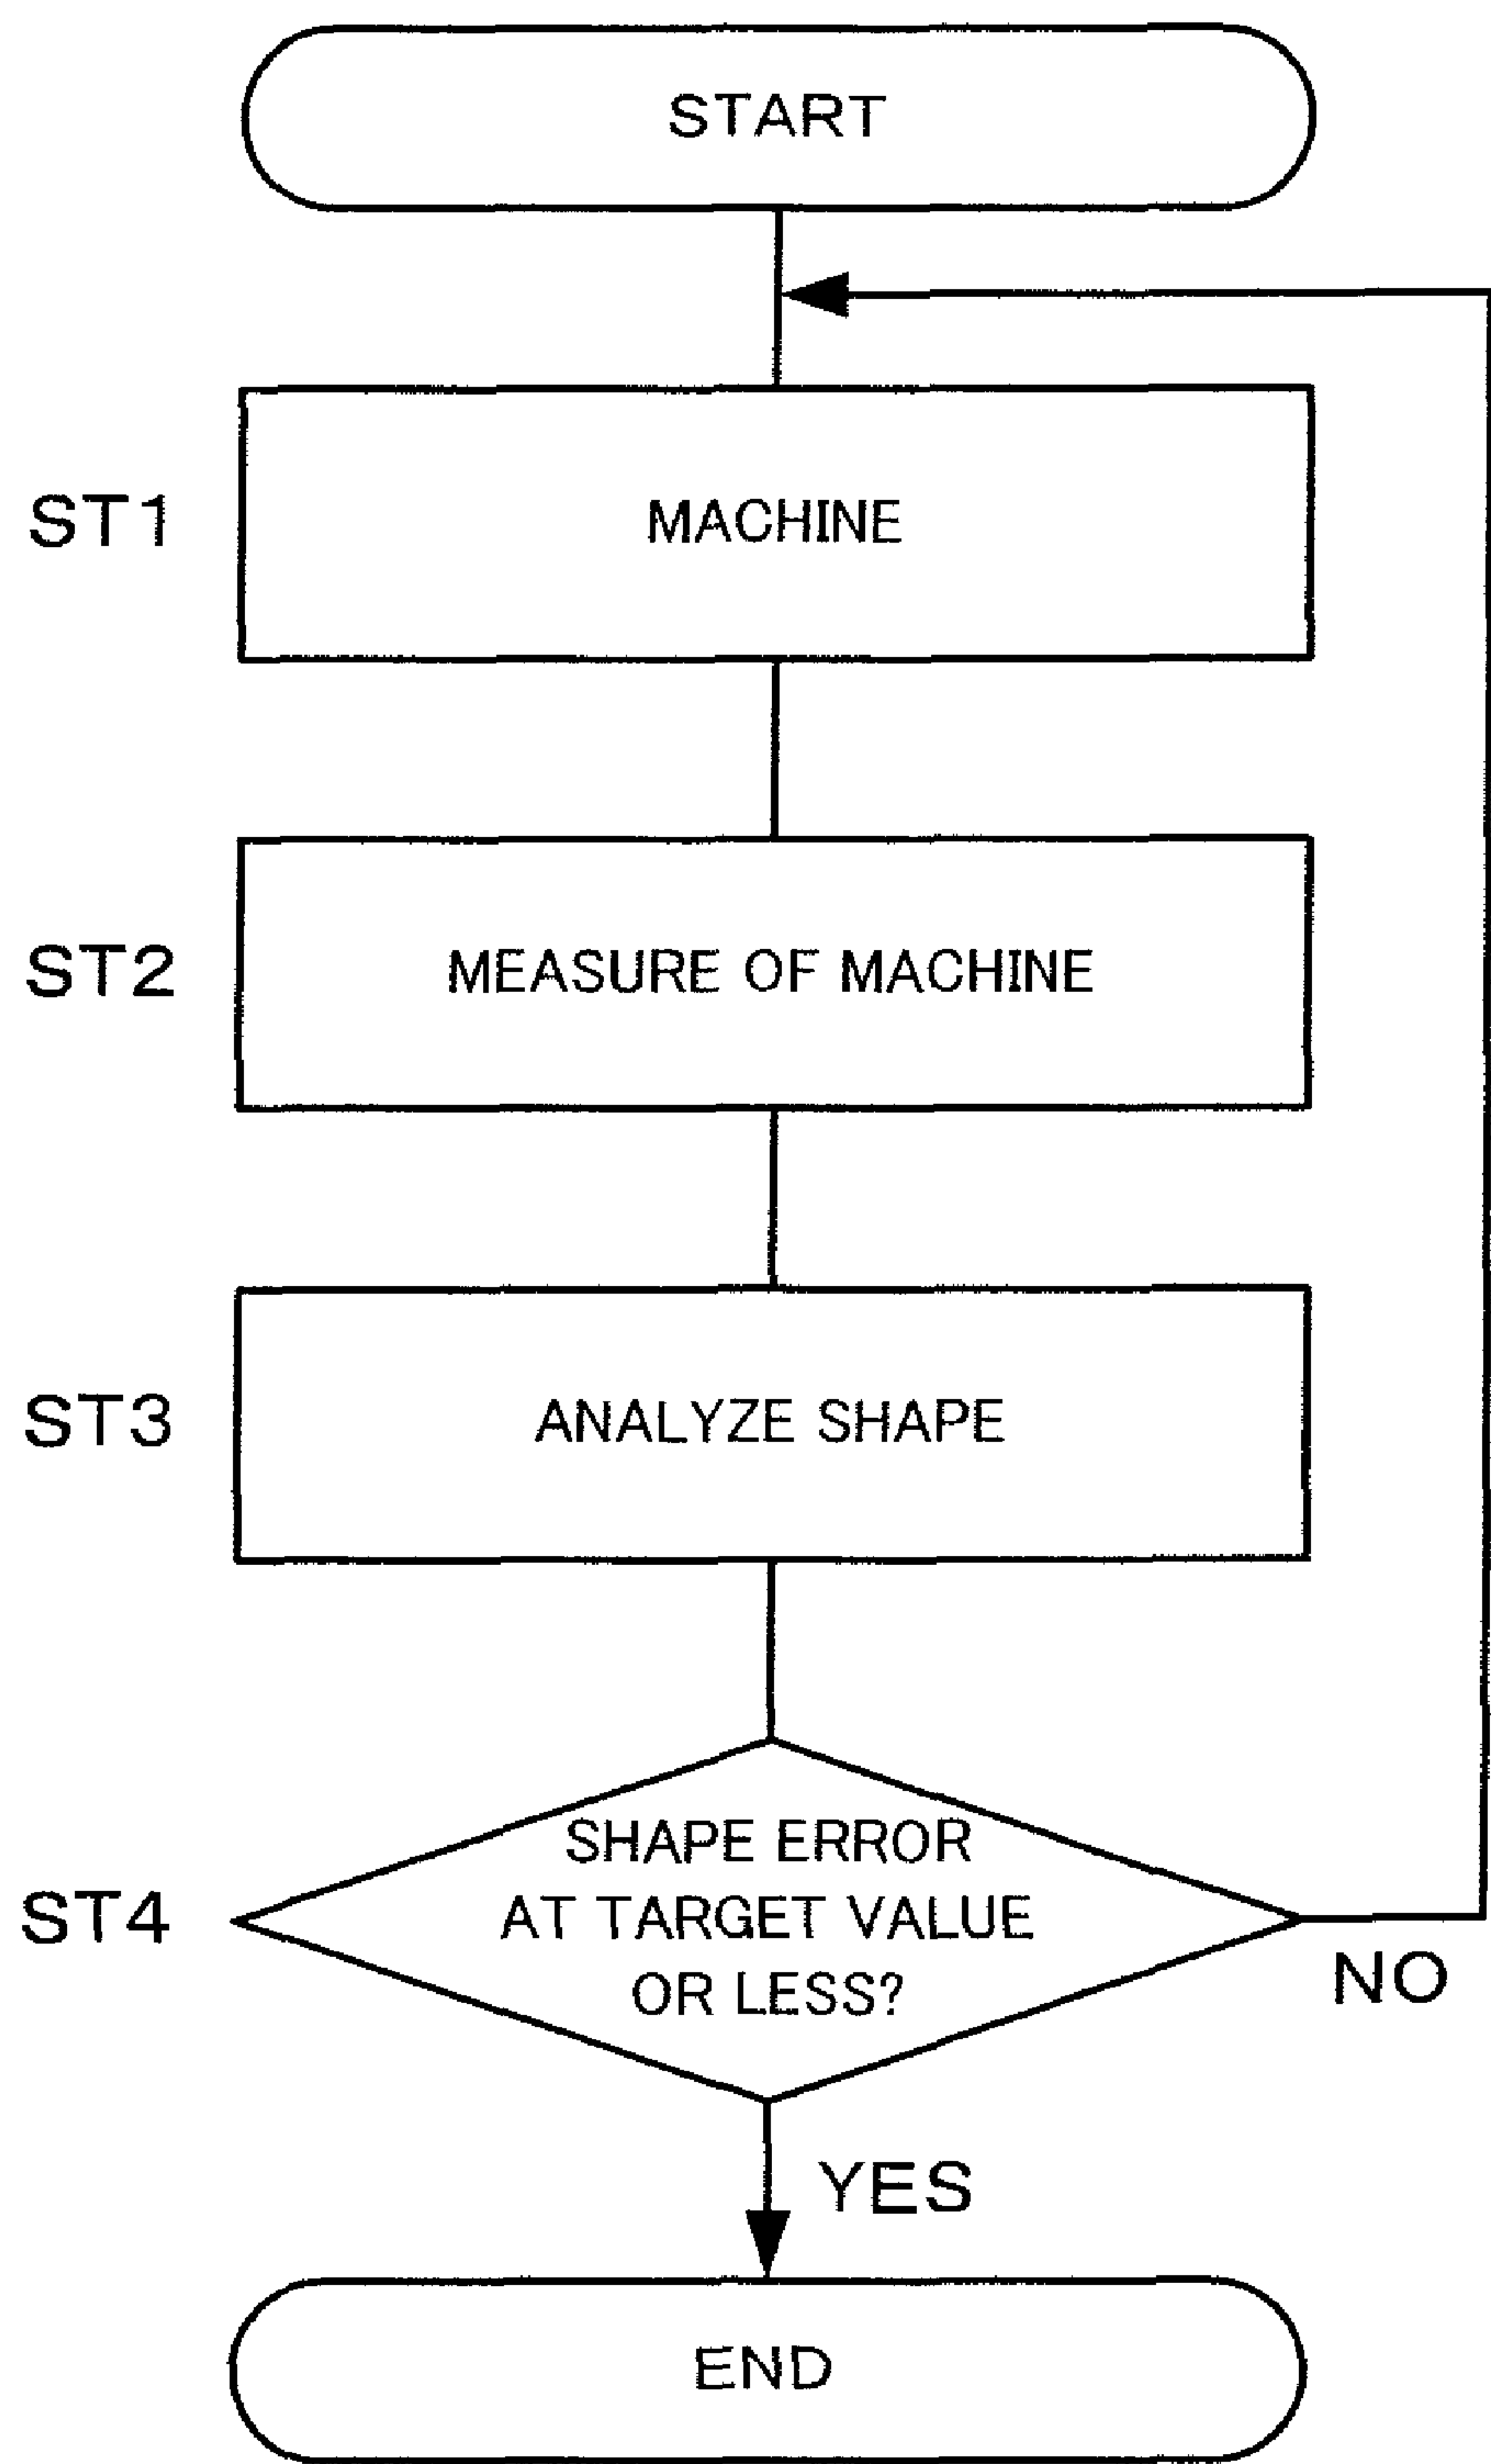 START
ST1
MACHINE
ST2
MEASURE OF MACHINE
ST3
ANALYZE SHAPE
ST4
SHAPE ERROR
AT TARGET VALUE
OR LESS?
NO
YES
END